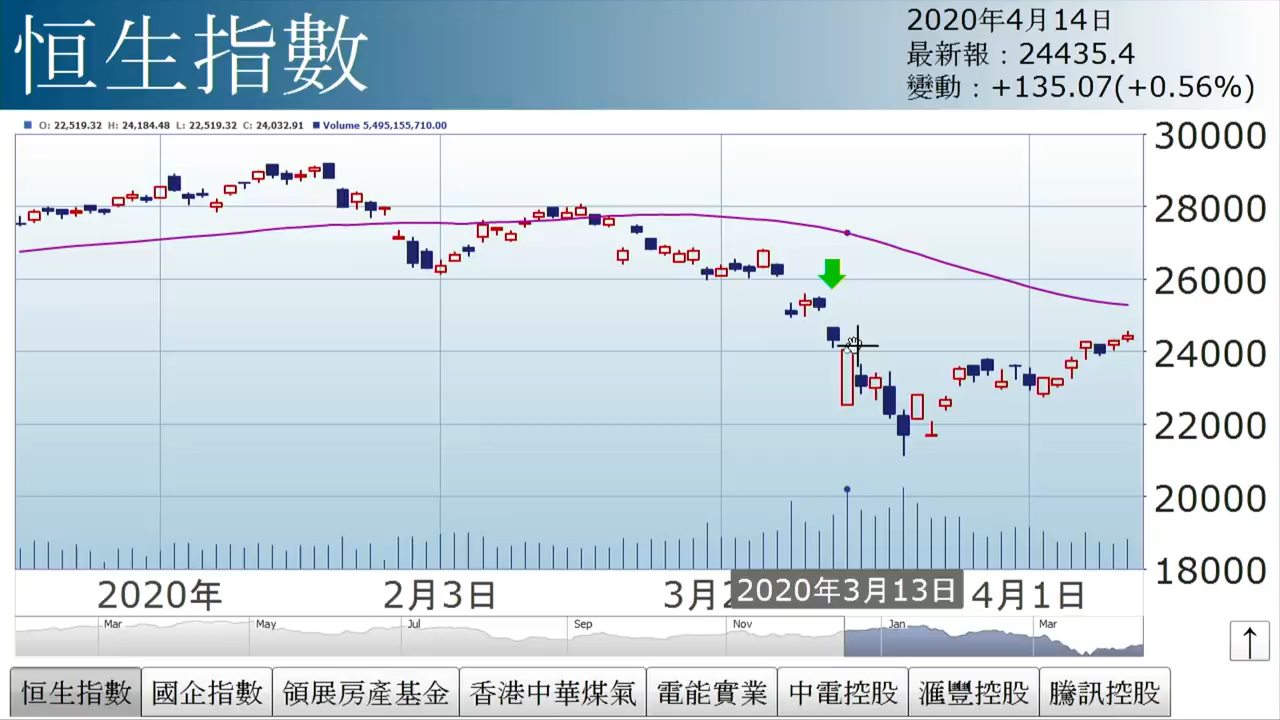 恒生指數
2020年4月14日
最新報：24435.4
變動：+135.07(+0.56%)
O: 22,519.32 H: 24,184.48 L: 22,519.32 C: 24,032.91 Volume 5,495,155,710.00
30000
28000
26000
24000
22000
20000
18000
2020年 2月3日 3月2 2020年3月13日 4月1日
Mar May Jul Sep Nov Jan Mar
↑
恒生指數 國企指數 領展房產基金 香港中華煤氣 電能實業 中電控股 滙豐控股 騰訊控股